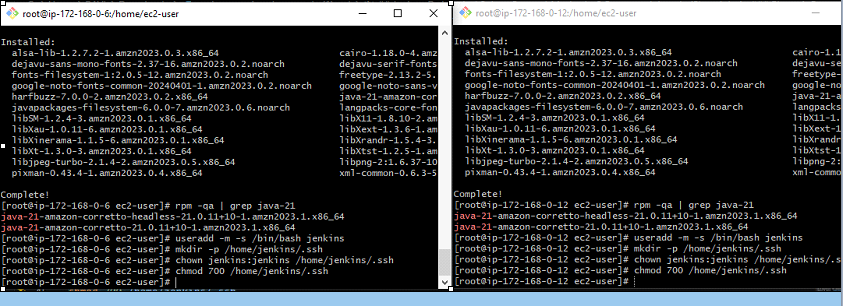 root@ip-172-168-0-6:/home/ec2-user
Installed:
alsa-lib-1.2.7.2-1.amzn2023.0.3.x86_64 cairo-1.18.0-4.amz
dejavu-sans-mono-fonts-2.37-16.amzn2023.0.2.noarch dejavu-serif-fonts
fonts-filesystem-1:2.0.5-12.amzn2023.0.2.noarch freetype-2.13.2-5.
google-noto-fonts-common-20240401-1.amzn2023.0.2.noarch google-noto-sans-v
harfbuzz-7.0.0-2.amzn2023.0.2.x86_64 java-21-amazon-cor
javapackages-filesystem-6.0.0-7.amzn2023.0.6.noarch langpacks-core-fon
libSM-1.2.4-3.amzn2023.0.1.x86_64 libX11-1.8.10-2.am
libXau-1.0.11-6.amzn2023.0.1.x86_64 libXext-1.3.6-1.am
libXinerama-1.1.5-6.amzn2023.0.1.x86_64 libXrandr-1.5.4-3.
libXt-1.3.0-3.amzn2023.0.1.x86_64 libXtst-1.2.5-1.am
libjpeg-turbo-2.1.4-2.amzn2023.0.5.x86_64 libpng-2:1.6.37-10
pixman-0.43.4-1.amzn2023.0.4.x86_64 xml-common-0.6.3-5
Complete!
[root@ip-172-168-0-6 ec2-user]# rpm -qa | grep java-21
java-21-amazon-corretto-headless-21.0.11+10-1.amzn2023.1.x86_64
java-21-amazon-corretto-21.0.11+10-1.amzn2023.1.x86_64
[root@ip-172-168-0-6 ec2-user]# useradd -m -s /bin/bash jenkins
[root@ip-172-168-0-6 ec2-user]# mkdir -p /home/jenkins/.ssh
[root@ip-172-168-0-6 ec2-user]# chown jenkins:jenkins /home/jenkins/.ssh
[root@ip-172-168-0-6 ec2-user]# chmod 700 /home/jenkins/.ssh
[root@ip-172-168-0-6 ec2-user]#
root@ip-172-168-0-12:/home/ec2-user
Installed:
alsa-lib-1.2.7.2-1.amzn2023.0.3.x86_64 cairo-1.1
dejavu-sans-mono-fonts-2.37-16.amzn2023.0.2.noarch dejavu-se
fonts-filesystem-1:2.0.5-12.amzn2023.0.2.noarch freetype-
google-noto-fonts-common-20240401-1.amzn2023.0.2.noarch google-no
harfbuzz-7.0.0-2.amzn2023.0.2.x86_64 java-21-a
javapackages-filesystem-6.0.0-7.amzn2023.0.6.noarch langpacks
libSM-1.2.4-3.amzn2023.0.1.x86_64 libX11-1.
libXau-1.0.11-6.amzn2023.0.1.x86_64 libXext-1
libXinerama-1.1.5-6.amzn2023.0.1.x86_64 libXrandr
libXt-1.3.0-3.amzn2023.0.1.x86_64 libXtst-1
libjpeg-turbo-2.1.4-2.amzn2023.0.5.x86_64 libpng-2:
pixman-0.43.4-1.amzn2023.0.4.x86_64 xml-commo
Complete!
[root@ip-172-168-0-12 ec2-user]# rpm -qa | grep java-21
java-21-amazon-corretto-headless-21.0.11+10-1.amzn2023.1.x86_64
java-21-amazon-corretto-21.0.11+10-1.amzn2023.1.x86_64
[root@ip-172-168-0-12 ec2-user]# useradd -m -s /bin/bash jenkins
[root@ip-172-168-0-12 ec2-user]# mkdir -p /home/jenkins/.ssh
[root@ip-172-168-0-12 ec2-user]# chown jenkins:jenkins /home/jenkins/.ssh
[root@ip-172-168-0-12 ec2-user]# chmod 700 /home/jenkins/.ssh
[root@ip-172-168-0-12 ec2-user]#